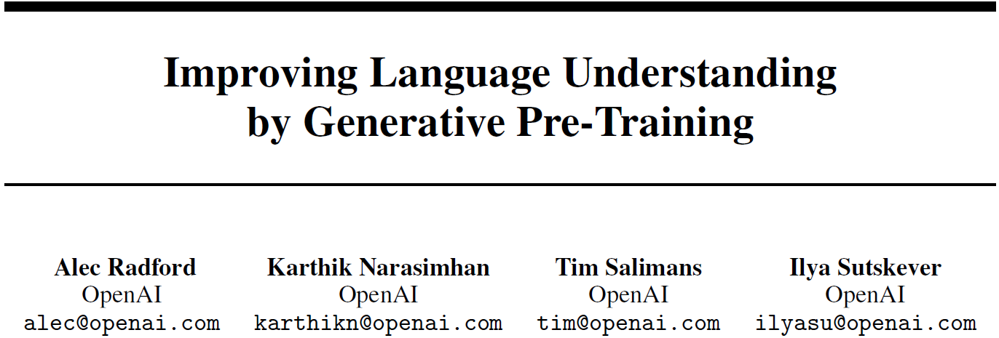 Improving Language Understanding
by Generative Pre-Training
Alec Radford
OpenAI
alec@openai.com
Karthik Narasimhan
OpenAI
karthikn@openai.com
Tim Salimans
OpenAI
tim@openai.com
Ilya Sutskever
OpenAI
ilyasu@openai.com